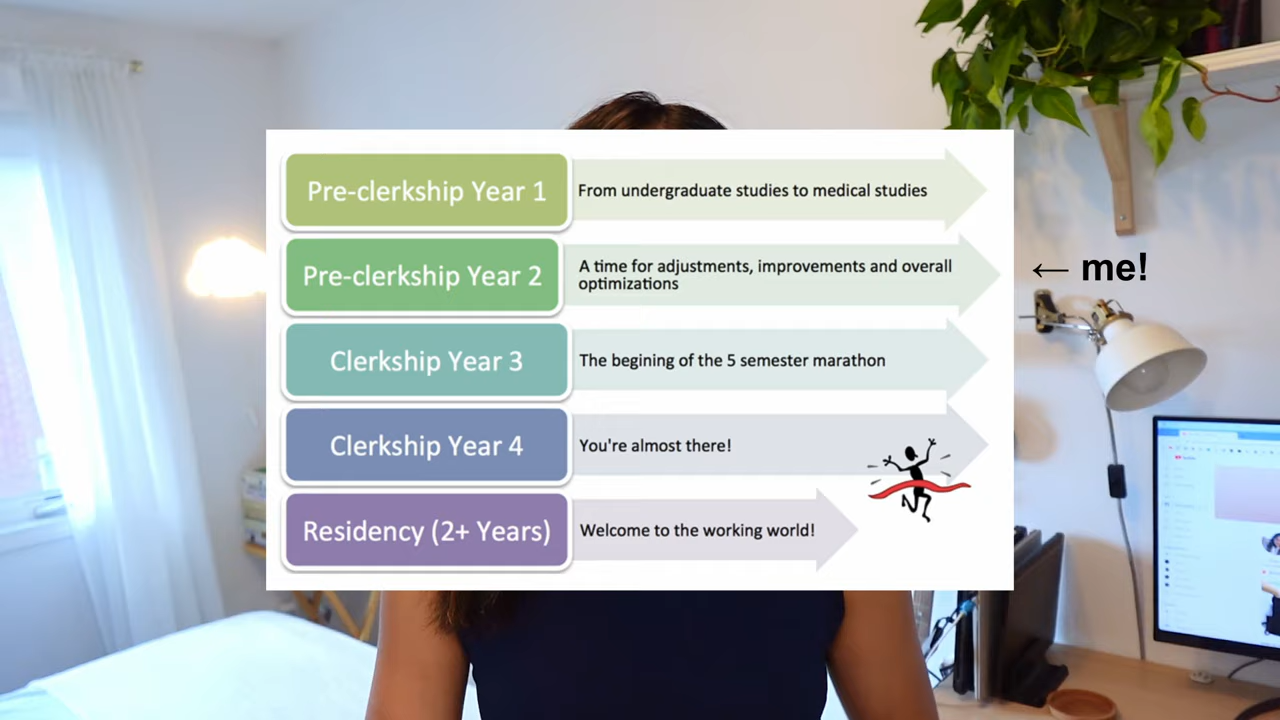 Pre-clerkship Year 1
From undergraduate studies to medical studies
Pre-clerkship Year 2
A time for adjustments, improvements and overall
optimizations
← me!
Clerkship Year 3
The begining of the 5 semester marathon
Clerkship Year 4
You're almost there!
Residency (2+ Years)
Welcome to the working world!